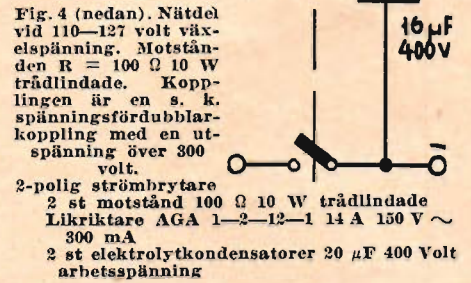 Fig. 4 (nedan). Nätdel
vid 110—127 volt väx-
elspänning. Motstån-
den R = 100 Ω 10 W
trådlindade. Kopp-
lingen är en s. k.
spänningsfördubblar-
koppling med en ut-
spänning över 300
volt.
2-polig strömbrytare
2 st motstånd 100 Ω 10 W trådlindade
Likriktare AGA 1—2—12—1 14 A 150 V ~
300 mA
2 st elektrolytkondensatorer 20 µF 400 Volt
arbetsspänning
16 µF
400V
–